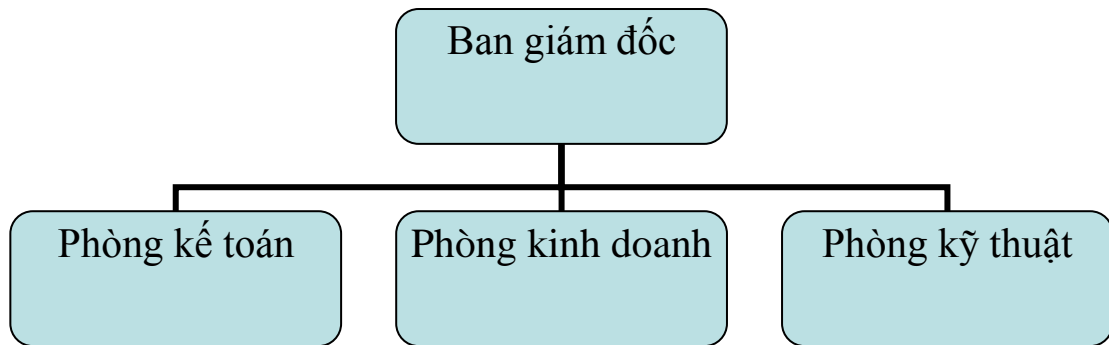 Ban giám đốc
Phòng kế toán
Phòng kinh doanh
Phòng kỹ thuật